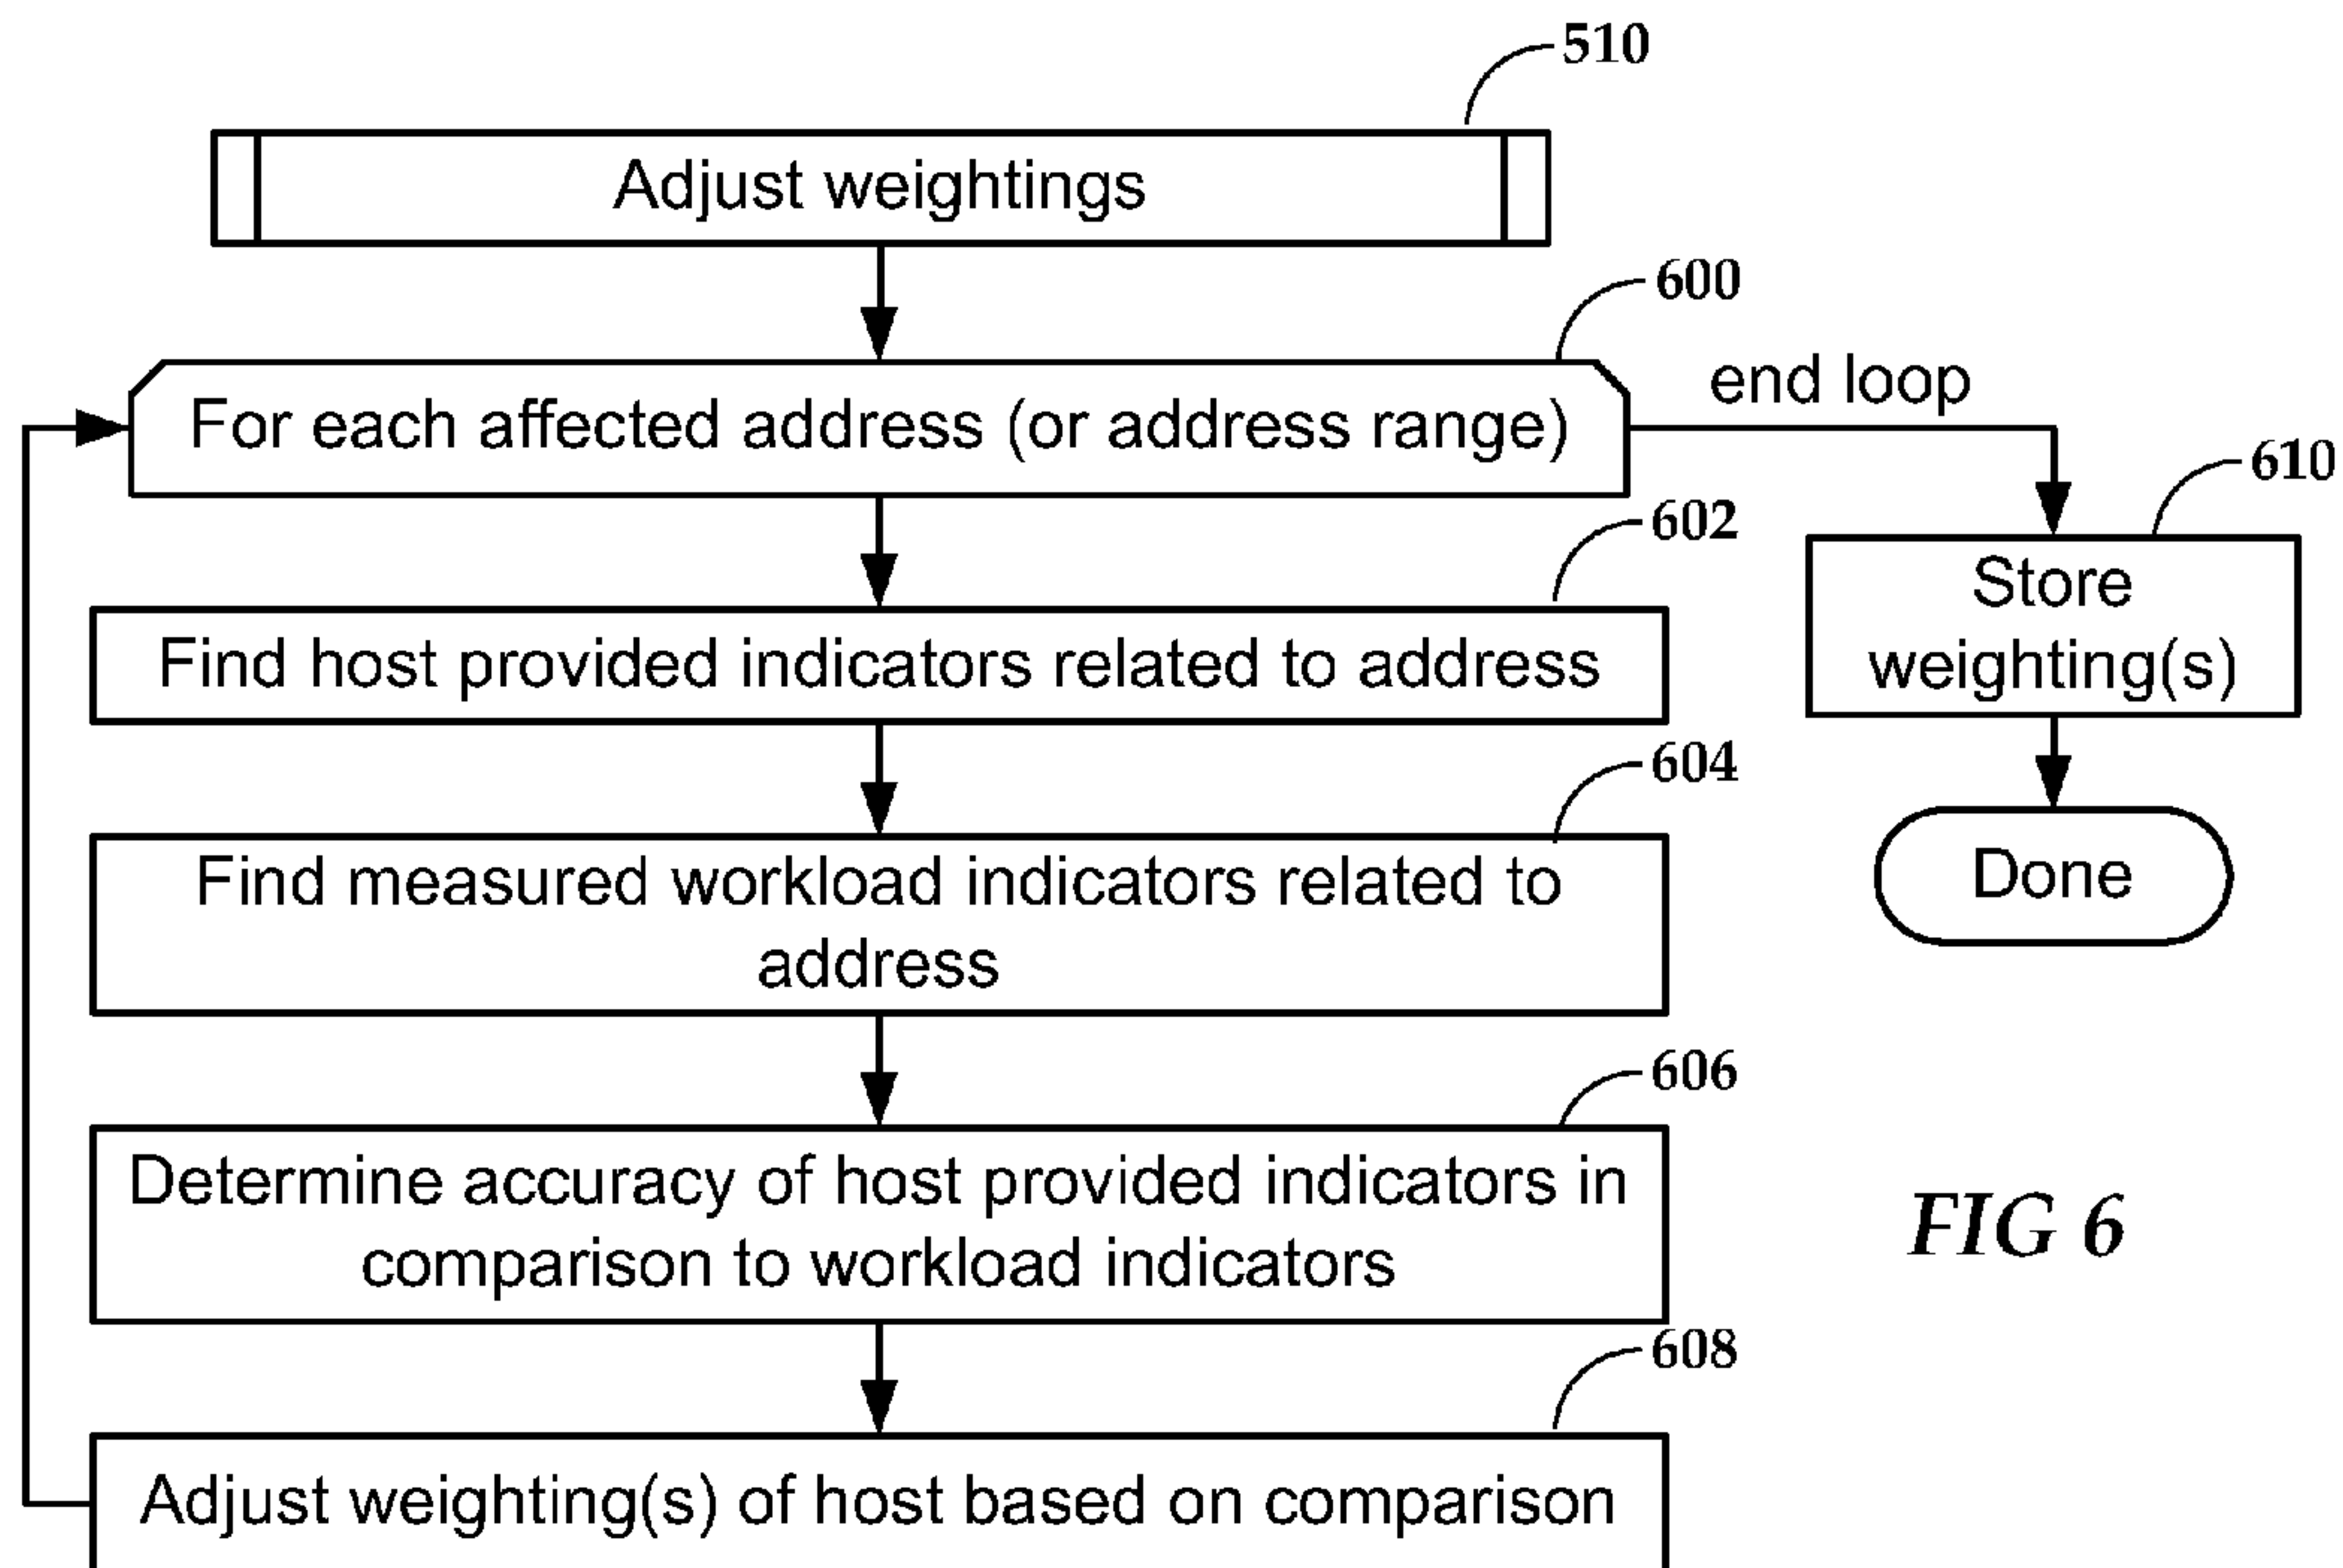 510
Adjust weightings
600
For each affected address (or address range)
end loop
610
602
Store
weighting(s)
Find host provided indicators related to address
604
Find measured workload indicators related to
address
Done
606
Determine accuracy of host provided indicators in
comparison to workload indicators
FIG 6
608
Adjust weighting(s) of host based on comparison